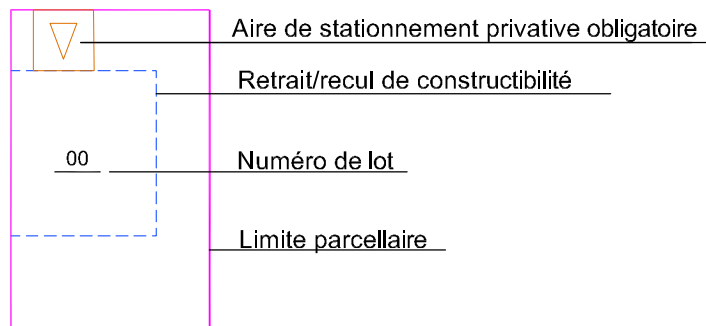 Aire de stationnement privative obligatoire
Retrait/recul de constructibilité
00
Numéro de lot
Limite parcellaire